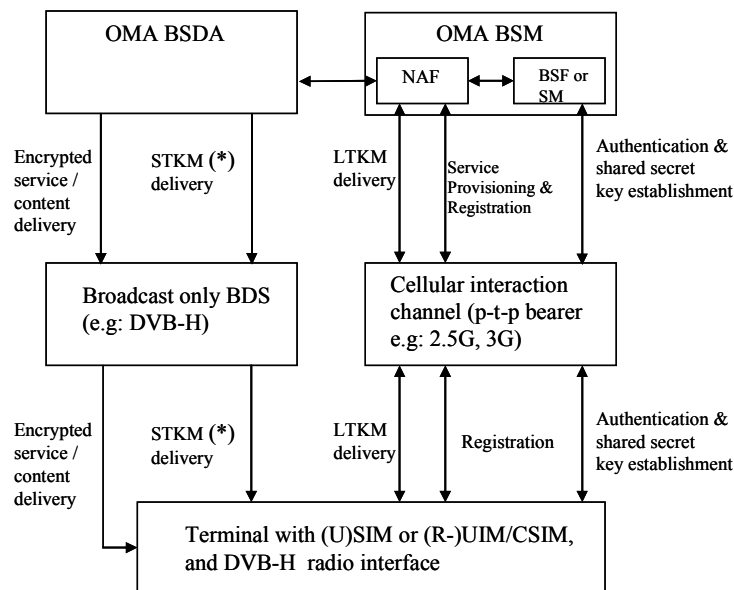 OMA BSDA
OMA BSM
NAF
BSF or
SM
Encrypted
service /
content
delivery
STKM (*)
delivery
LTKM
delivery
Service
Provisioning &
Registration
Authentication &
shared secret
key establishment
Broadcast only BDS
(e.g: DVB-H)
Cellular interaction
channel (p-t-p bearer
e.g: 2.5G, 3G)
Encrypted
service /
content
delivery
STKM (*)
delivery
LTKM
delivery
Registration
Authentication &
shared secret
key establishment
Terminal with (U)SIM or (R-)UIM/CSIM,
and DVB-H radio interface